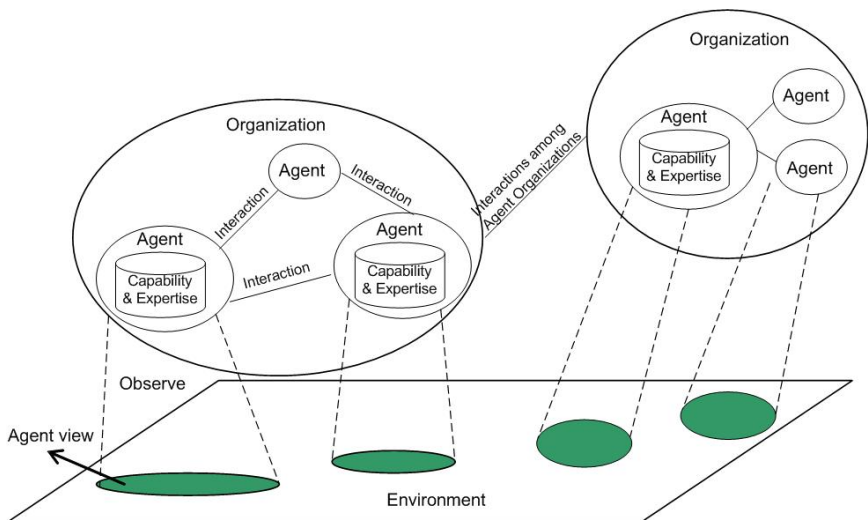 Organization
Agent
Interaction
Interaction
Agent
Capability
& Expertise
Interaction
Agent
Capability
& Expertise
Interactions among
Agent Organizations
Organization
Agent
Agent
Capability
& Expertise
Agent
Observe
Agent view
Environment